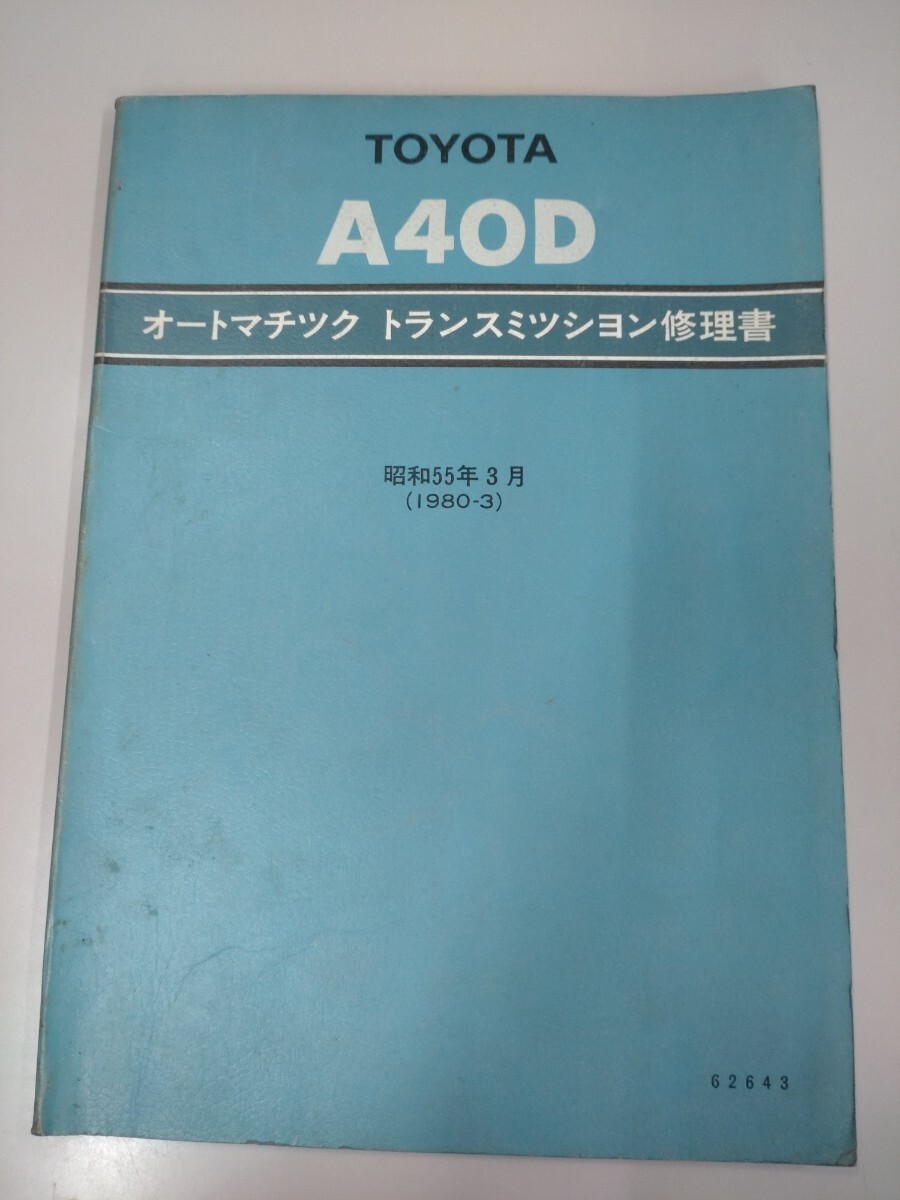 TOYOTA
A40D
オートマチツク トランスミツシヨン修理書
昭和55年3月
(1980-3)
62643